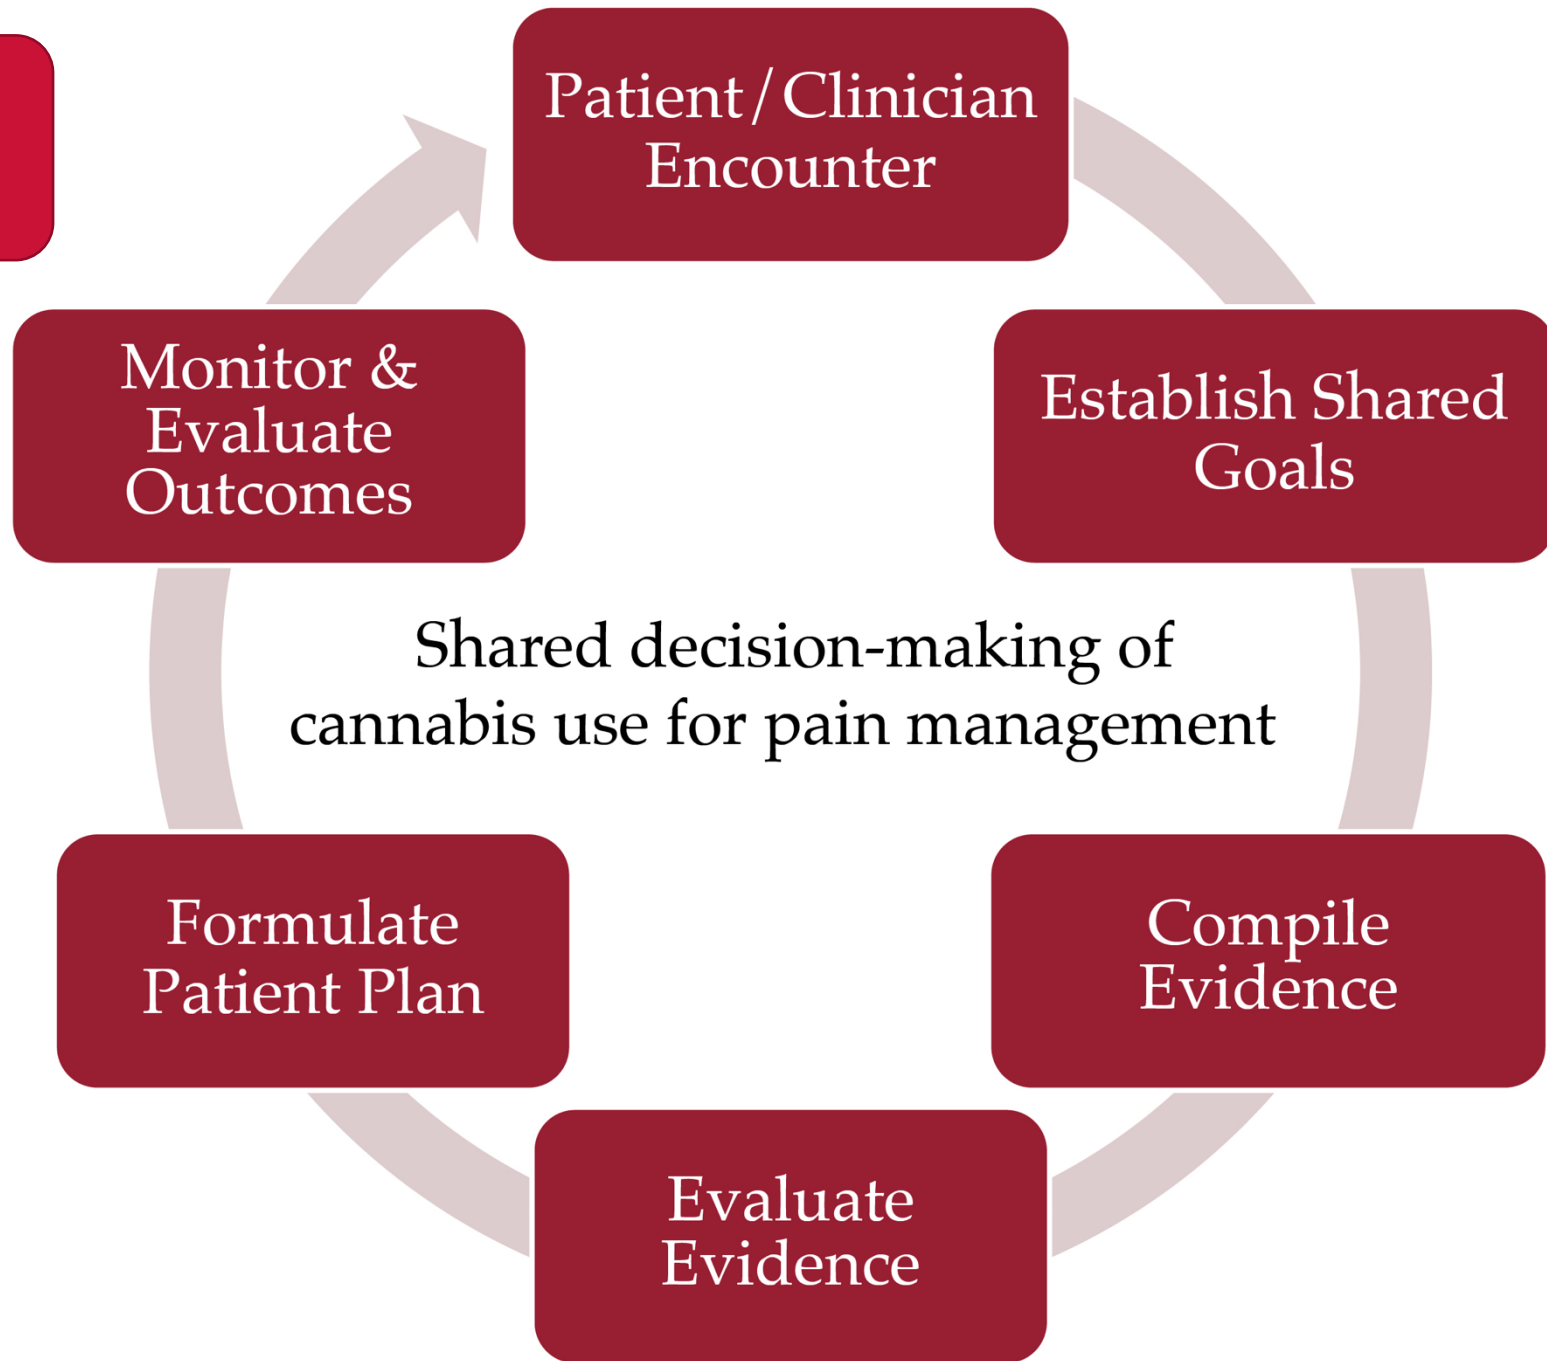 Patient/Clinician
Encounter
Establish Shared
Goals
Compile
Evidence
Evaluate
Evidence
Formulate
Patient Plan
Monitor &
Evaluate
Outcomes
Shared decision-making of
cannabis use for pain management